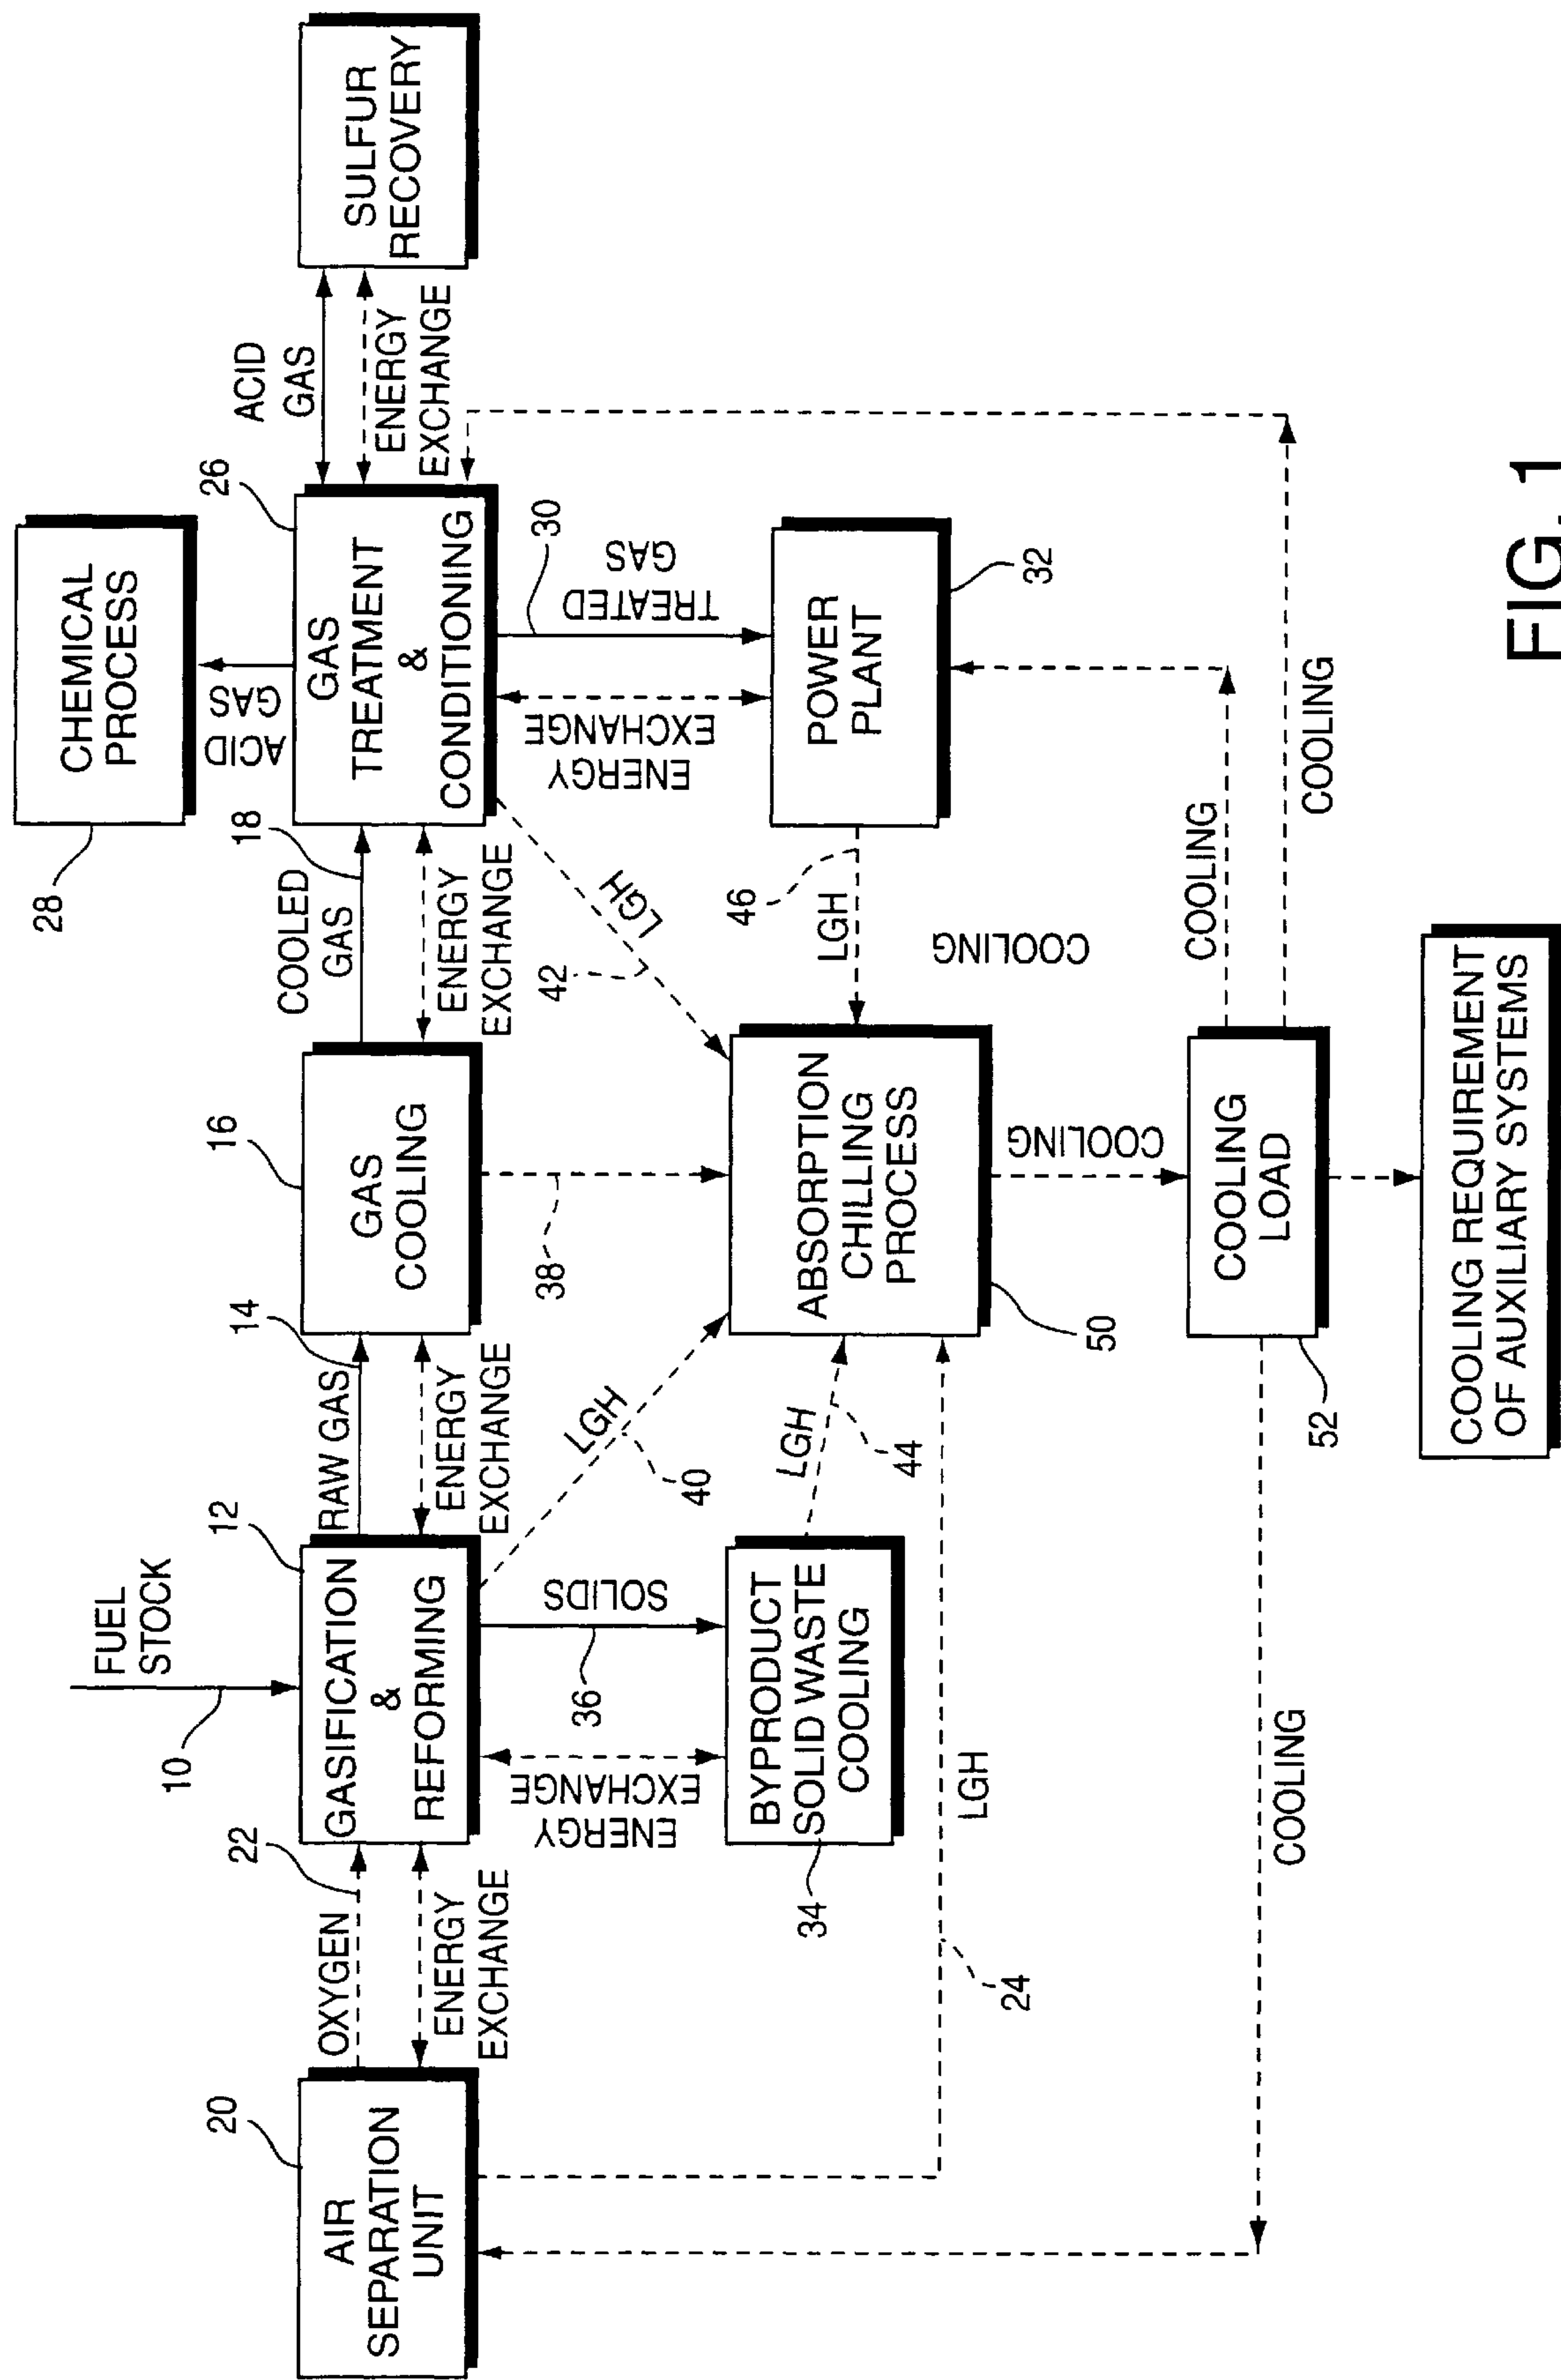 FUEL
STOCK
10
20
AIR
SEPARATION
UNIT
OXYGEN
22
ENERGY
EXCHANGE
12
GASIFICATION
&
REFORMING
RAW GAS
14
ENERGY
EXCHANGE
16
GAS
COOLING
COOLED
GAS
18
ENERGY
EXCHANGE
26
GAS
TREATMENT
&
CONDITIONING
ACID
GAS
28
CHEMICAL
PROCESS
ACID
GAS
ENERGY
EXCHANGE
SULFUR
RECOVERY
ENERGY
EXCHANGE
36
SOLIDS
LGH
40
38
LGH
42
ENERGY
EXCHANGE
30
TREATED
GAS
34
BYPRODUCT
SOLID WASTE
COOLING
LGH
44
ABSORPTION
CHILLING
PROCESS
50
LGH
46
POWER
PLANT
32
24
LGH
COOLING
COOLING
COOLING
52
COOLING
LOAD
COOLING
COOLING
COOLING REQUIREMENT
OF AUXILIARY SYSTEMS
FIG. 1